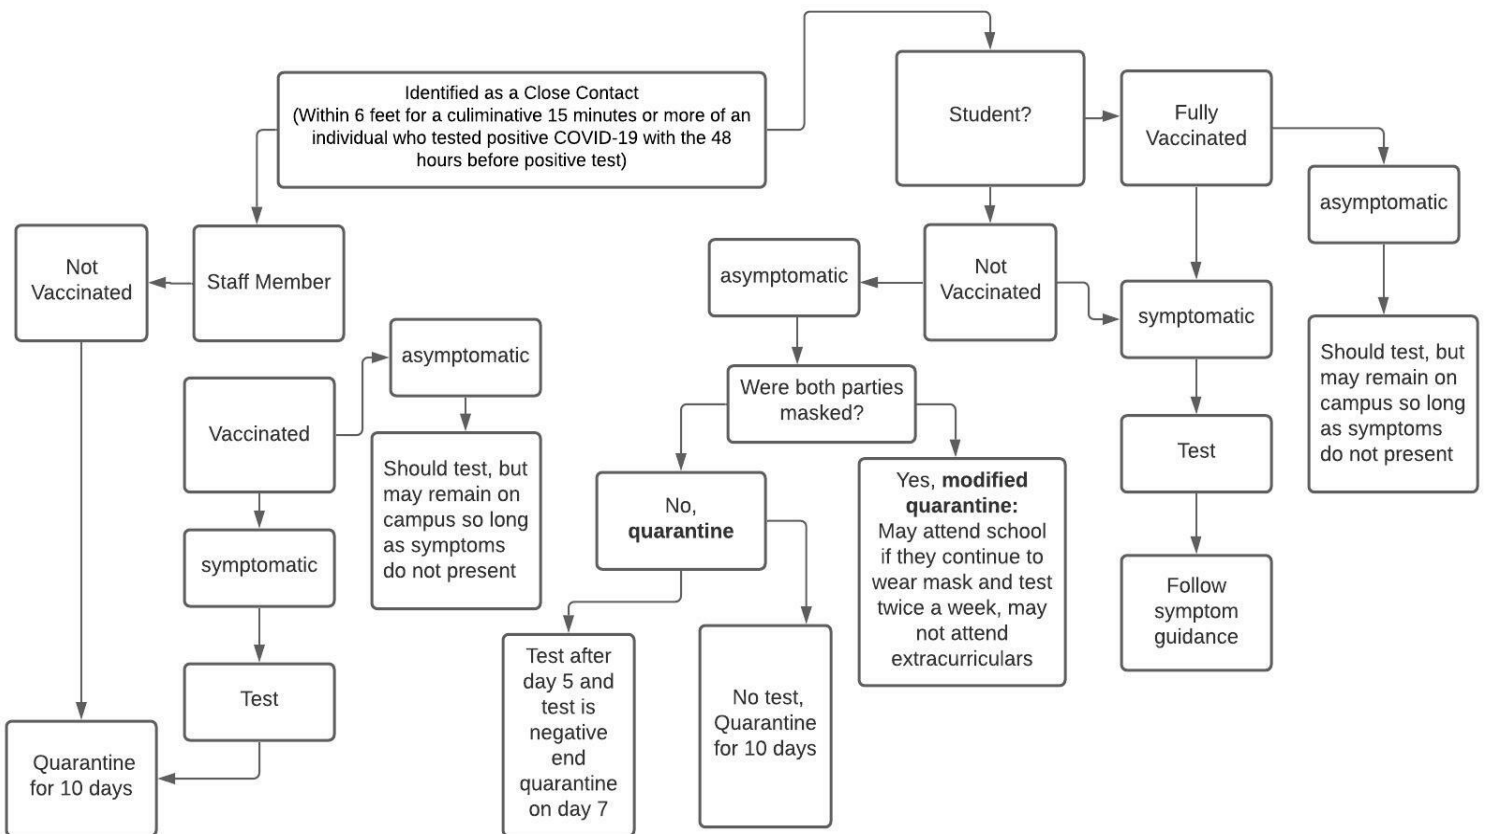 Identified as a Close Contact
(Within 6 feet for a culiminative 15 minutes or more of an
individual who tested positive COVID-19 with the 48
hours before positive test)
Student?
Fully
Vaccinated
asymptomatic
Should test, but
may remain on
campus so long
as symptoms
do not present
Not
Vaccinated
symptomatic
Test
Follow
symptom
guidance
asymptomatic
Were both parties
masked?
Yes, modified
quarantine:
May attend school
if they continue to
wear mask and test
twice a week, may
not attend
extracurriculars
No,
quarantine
Test after
day 5 and
test is
negative
end
quarantine
on day 7
No test,
Quarantine
for 10 days
Staff Member
Not
Vaccinated
Vaccinated
asymptomatic
Should test, but
may remain on
campus so long
as symptoms
do not present
symptomatic
Test
Quarantine
for 10 days